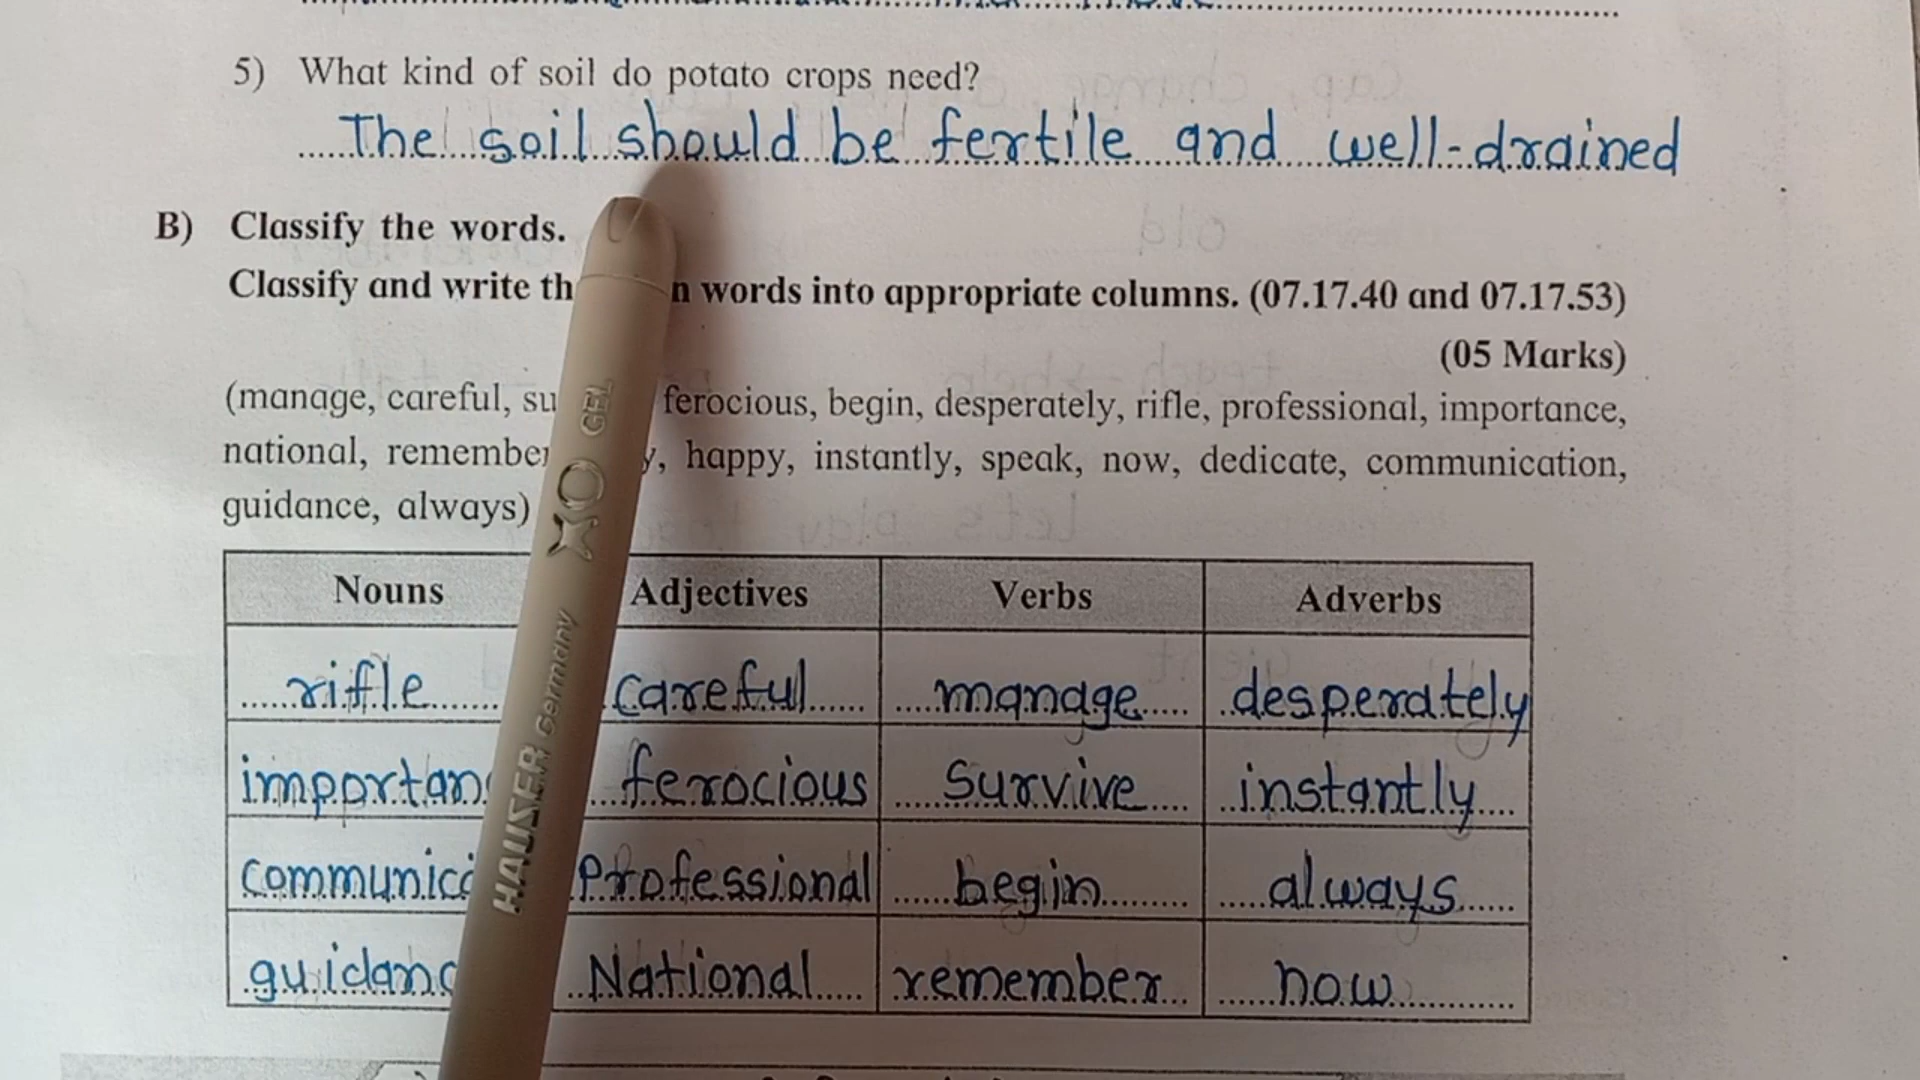 5) What kind of soil do potato crops need?
The soil should be fertile and well-drained
B) Classify the words.
Classify and write th n words into appropriate columns. (07.17.40 and 07.17.53)
(05 Marks)
(manage, careful, su ferocious, begin, desperately, rifle, professional, importance,
national, remember y, happy, instantly, speak, now, dedicate, communication,
guidance, always)
Nouns Adjectives Verbs Adverbs
rifle careful manage desperately
importan ferocious Survive instantly
communica Professional begin always
guidanc National remember now
GEL
HAUSER Germany XO